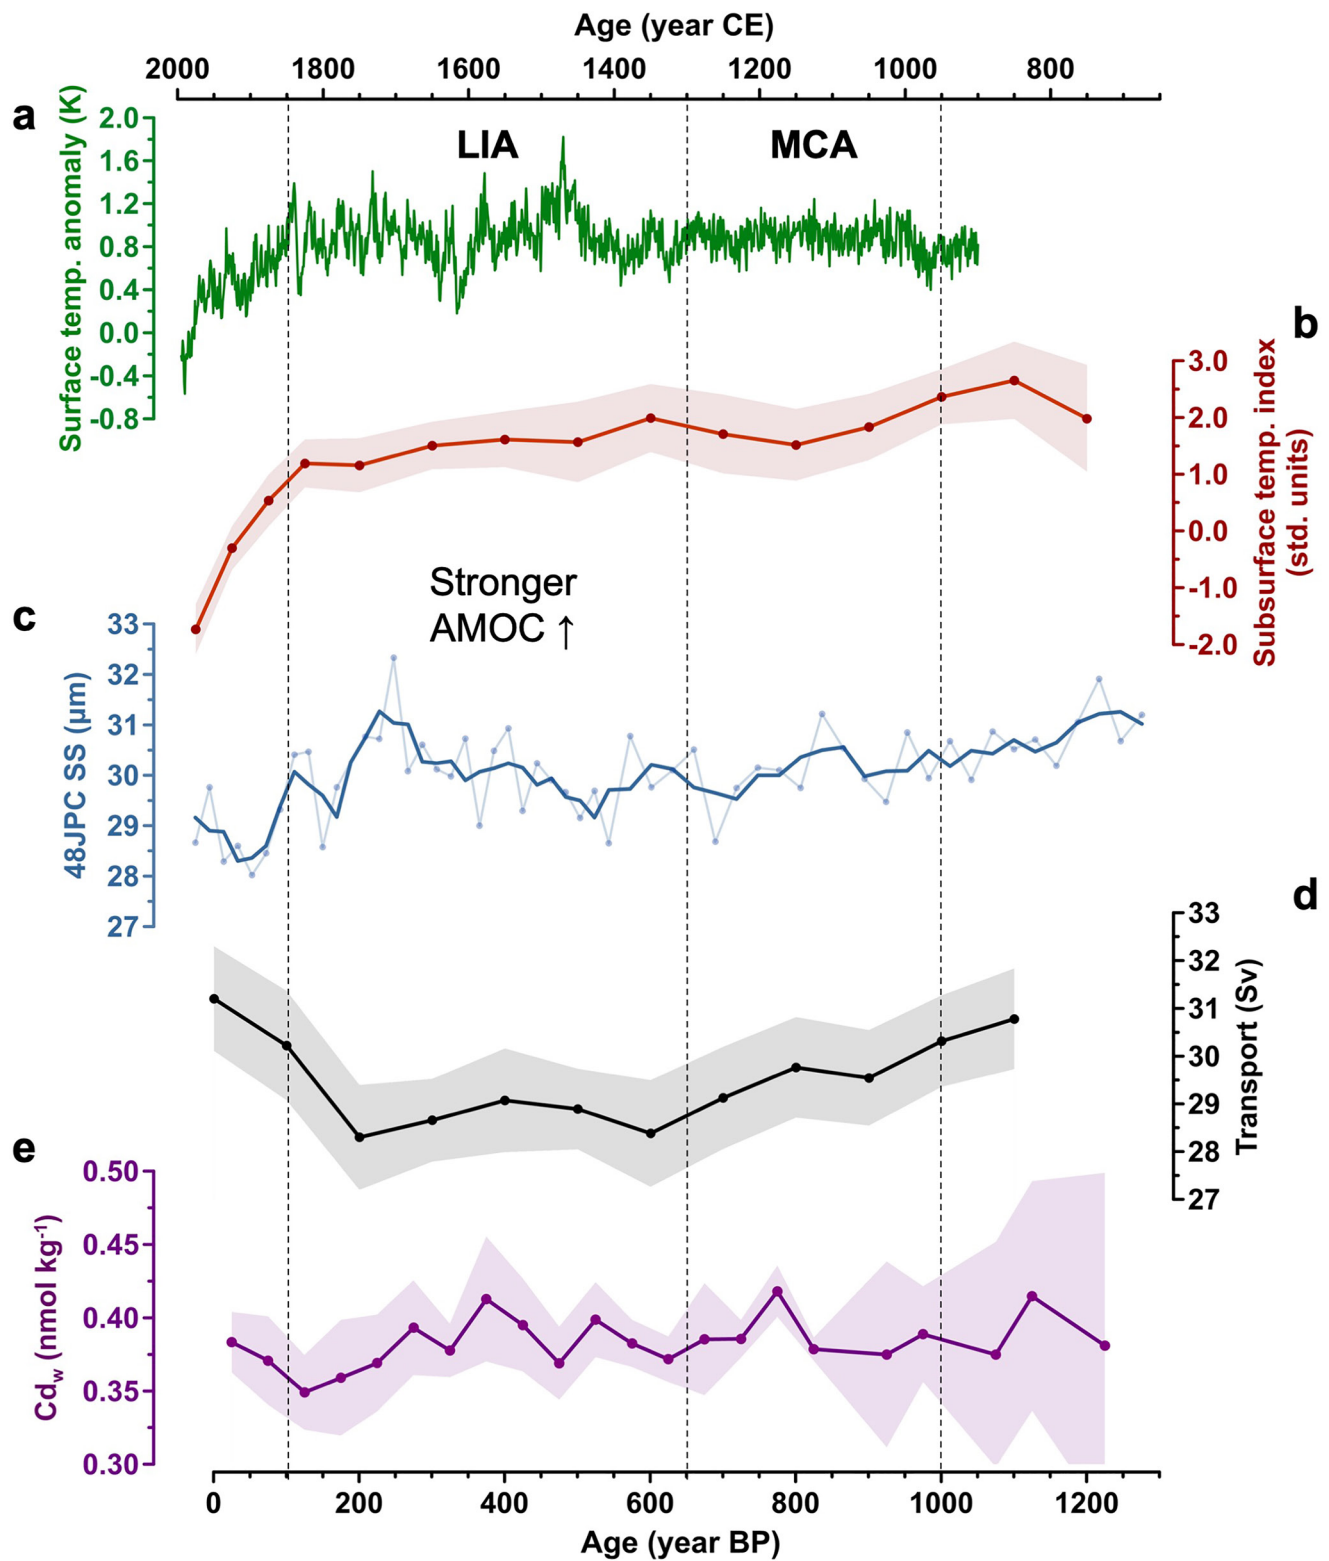 Age (year CE)
2000 1800 1600 1400 1200 1000 800
a
LIA MCA
Surface temp. anomaly (K)
2.0
1.6
1.2
0.8
0.4
0.0
-0.4
-0.8
b
Subsurface temp. index
(std. units)
3.0
2.0
1.0
0.0
-1.0
-2.0
Stronger
AMOC ↑
c
48JPC SS (μm)
33
32
31
30
29
28
27
d
Transport (Sv)
33
32
31
30
29
28
27
e
Cdw (nmol kg-1)
0.50
0.45
0.40
0.35
0.30
0 200 400 600 800 1000 1200
Age (year BP)